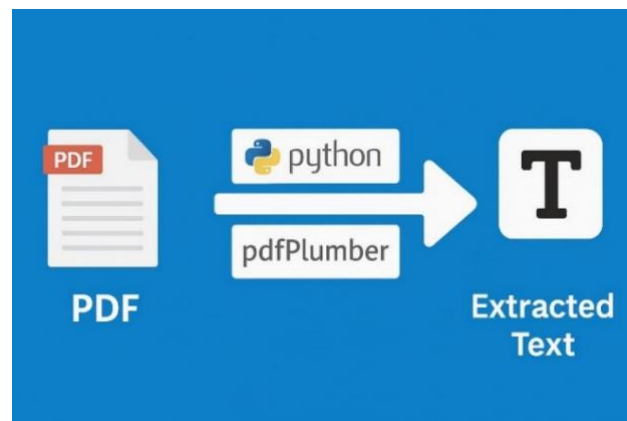 PDF
python
pdfPlumber
T
PDF
Extracted
Text